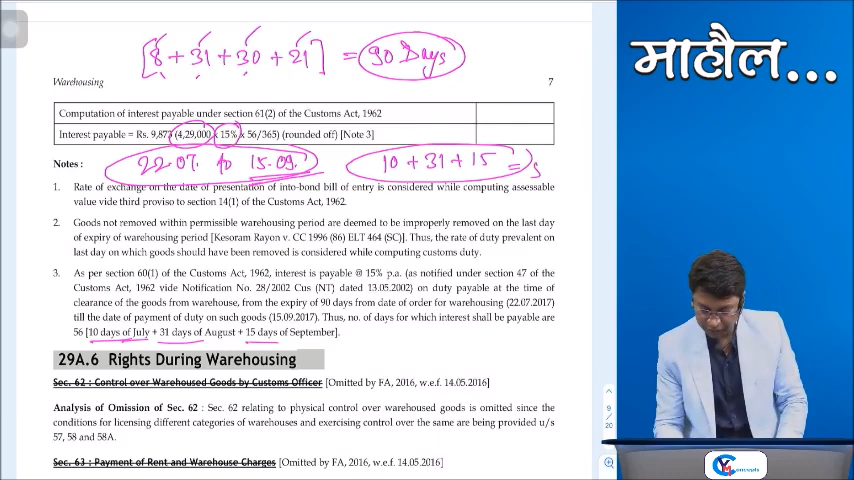 [8 + 31 + 30 + 21] = 90 Days
माहौल...
Warehousing 7
Computation of interest payable under section 61(2) of the Customs Act, 1962
Interest payable = Rs. 9,873 (4,29,000 x 15% x 56/365) (rounded off) [Note 3]
Notes : 22.07. to 15.09. 10 + 31 + 15 = 5
1. Rate of exchange on the date of presentation of into-bond bill of entry is considered while computing assessable
value vide third proviso to section 14(1) of the Customs Act, 1962.
2. Goods not removed within permissible warehousing period are deemed to be improperly removed on the last day
of expiry of warehousing period [Kesoram Rayon v. CC 1996 (86) ELT 464 (SC)]. Thus, the rate of duty prevalent on
last day on which goods should have been removed is considered while computing customs duty.
3. As per section 60(1) of the Customs Act, 1962, interest is payable @ 15% p.a. (as notified under section 47 of the
Customs Act, 1962 vide Notification No. 28/2002 Cus (NT) dated 13.05.2002) on duty payable at the time of
clearance of the goods from warehouse, from the expiry of 90 days from date of order for warehousing (22.07.2017)
till the date of payment of duty on such goods (15.09.2017). Thus, no. of days for which interest shall be payable are
56 [10 days of July + 31 days of August + 15 days of September].
29A.6 Rights During Warehousing
Sec. 62 : Control over Warehoused Goods by Customs Officer [Omitted by FA, 2016, w.e.f. 14.05.2016]
Analysis of Omission of Sec. 62 : Sec. 62 relating to physical control over warehoused goods is omitted since the
conditions for licensing different categories of warehouses and exercising control over the same are being provided u/s
57, 58 and 58A.
Sec. 63 : Payment of Rent and Warehouse Charges [Omitted by FA, 2016, w.e.f. 14.05.2016]
9
/
20